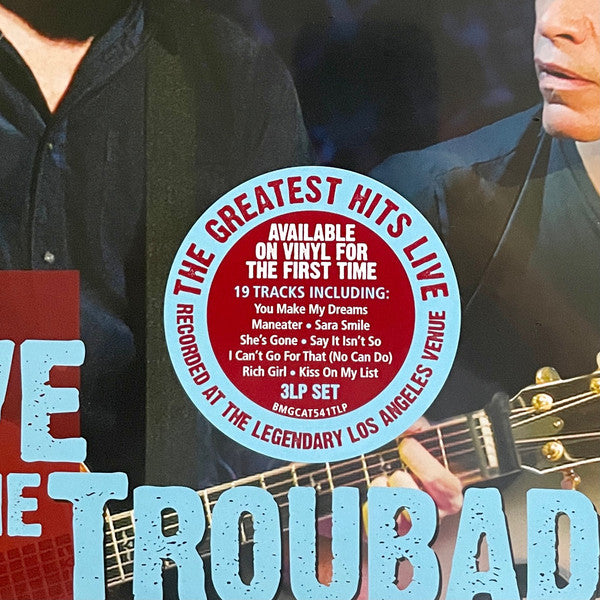 THE GREATEST HITS LIVE
AVAILABLE
ON VINYL FOR
THE FIRST TIME
19 TRACKS INCLUDING:
You Make My Dreams
Maneater • Sara Smile
She's Gone • Say It Isn't So
I Can't Go For That (No Can Do)
Rich Girl • Kiss On My List
3LP SET
BMGCAT541TLP
RECORDED AT THE LEGENDARY LOS ANGELES VENUE
VE
HE TROUBAD